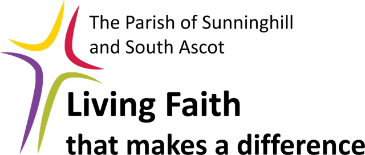 The Parish of Sunninghill
and South Ascot
Living Faith
that makes a difference